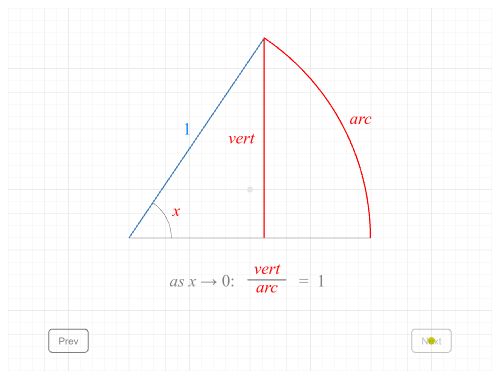 1
vert
arc
x
as x → 0: vert/arc = 1
Prev
Next